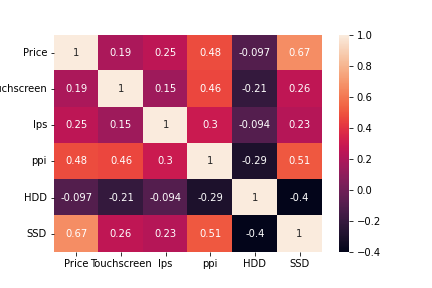 Price 1 0.19 0.25 0.48 -0.097 0.67
uchscreen 0.19 1 0.15 0.46 -0.21 0.26
Ips 0.25 0.15 1 0.3 -0.094 0.23
ppi 0.48 0.46 0.3 1 -0.29 0.51
HDD -0.097 -0.21 -0.094 -0.29 1 -0.4
SSD 0.67 0.26 0.23 0.51 -0.4 1
Price Touchscreen Ips ppi HDD SSD
1.0
0.8
0.6
0.4
0.2
0.0
−0.2
−0.4